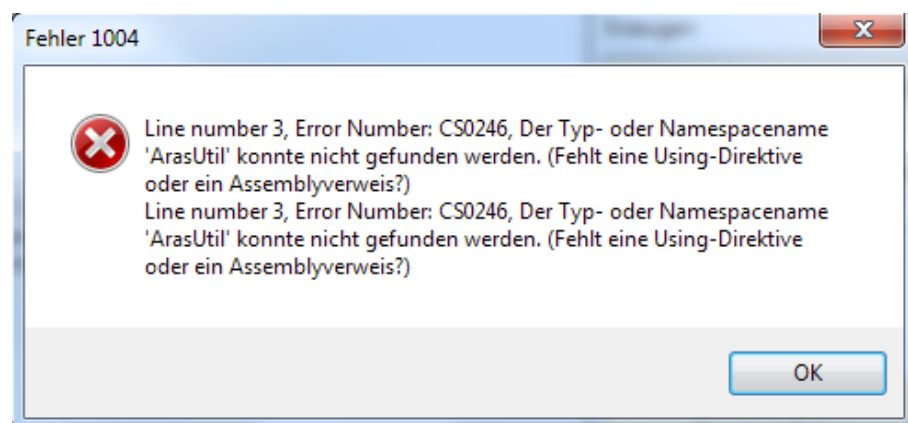 Fehler 1004
Line number 3, Error Number: CS0246, Der Typ- oder Namespacename
'ArasUtil' konnte nicht gefunden werden. (Fehlt eine Using-Direktive
oder ein Assemblyverweis?)
Line number 3, Error Number: CS0246, Der Typ- oder Namespacename
'ArasUtil' konnte nicht gefunden werden. (Fehlt eine Using-Direktive
oder ein Assemblyverweis?)
OK